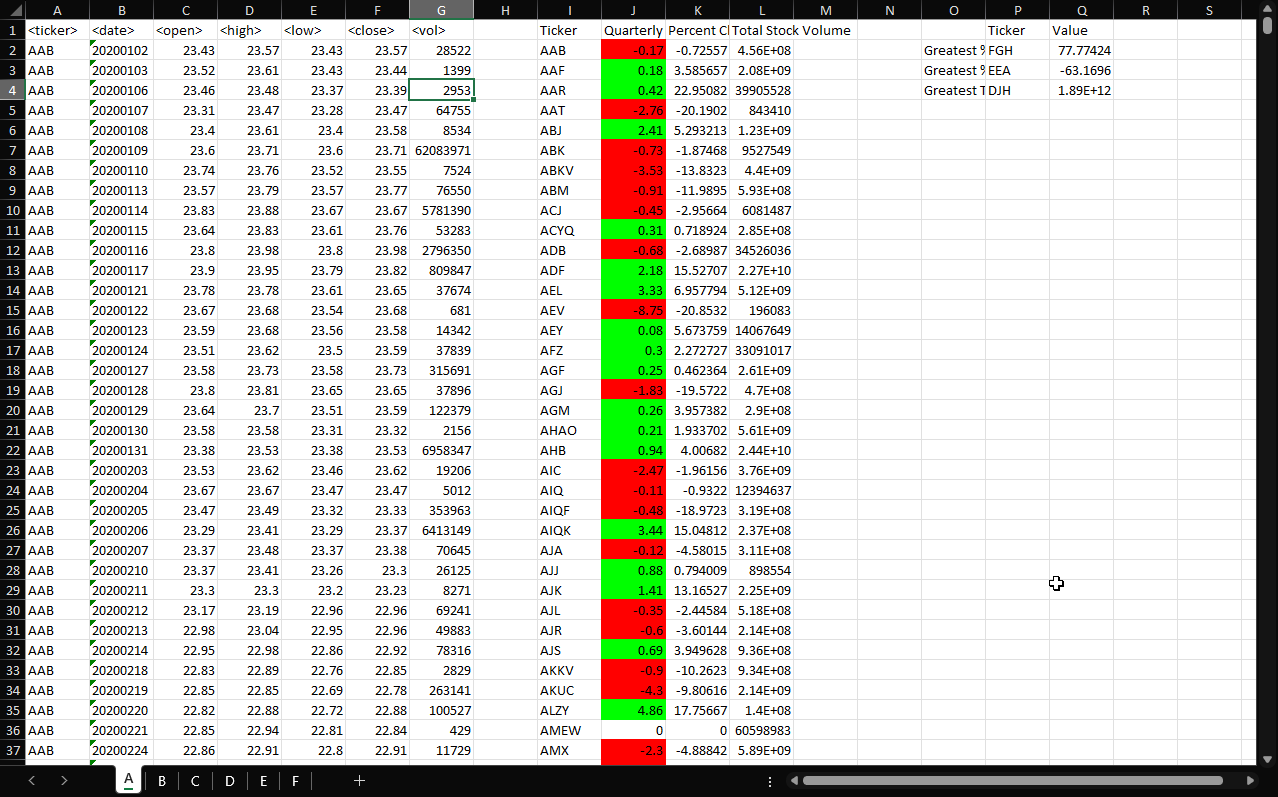 A B C D E F G H I J K L M N O P Q R S
1 <ticker> <date> <open> <high> <low> <close> <vol> Ticker Quarterly Percent Cl Total Stock Volume Ticker Value
2 AAB 20200102 23.43 23.57 23.43 23.57 28522 AAB -0.17 -0.72557 4.56E+08 Greatest % FGH 77.77424
3 AAB 20200103 23.52 23.61 23.43 23.44 1399 AAF 0.18 3.585657 2.08E+09 Greatest % EEA -63.1696
4 AAB 20200106 23.46 23.48 23.37 23.39 2953 AAR 0.42 22.95082 39905528 Greatest T DJH 1.89E+12
5 AAB 20200107 23.31 23.47 23.28 23.47 64755 AAT -2.76 -20.1902 843410
6 AAB 20200108 23.4 23.61 23.4 23.58 8534 ABJ 2.41 5.293213 1.23E+09
7 AAB 20200109 23.6 23.71 23.6 23.71 62083971 ABK -0.73 -1.87468 9527549
8 AAB 20200110 23.74 23.76 23.52 23.55 7524 ABKV -3.53 -13.8323 4.4E+09
9 AAB 20200113 23.57 23.79 23.57 23.77 76550 ABM -0.91 -11.9895 5.93E+08
10 AAB 20200114 23.83 23.88 23.67 23.67 5781390 ACJ -0.45 -2.95664 6081487
11 AAB 20200115 23.64 23.83 23.61 23.76 53283 ACYQ 0.31 0.718924 2.85E+08
12 AAB 20200116 23.8 23.98 23.8 23.98 2796350 ADB -0.68 -2.68987 34526036
13 AAB 20200117 23.9 23.95 23.79 23.82 809847 ADF 2.18 15.52707 2.27E+10
14 AAB 20200121 23.78 23.78 23.61 23.65 37674 AEL 3.33 6.957794 5.12E+09
15 AAB 20200122 23.67 23.68 23.54 23.68 681 AEV -8.75 -20.8532 196083
16 AAB 20200123 23.59 23.68 23.56 23.58 14342 AEY 0.08 5.673759 14067649
17 AAB 20200124 23.51 23.62 23.5 23.59 37839 AFZ 0.3 2.272727 33091017
18 AAB 20200127 23.58 23.73 23.58 23.73 315691 AGF 0.25 0.462364 2.61E+09
19 AAB 20200128 23.8 23.81 23.65 23.65 37896 AGJ -1.83 -19.5722 4.7E+08
20 AAB 20200129 23.64 23.7 23.51 23.59 122379 AGM 0.26 3.957382 2.9E+08
21 AAB 20200130 23.58 23.58 23.31 23.32 2156 AHAO 0.21 1.933702 5.61E+09
22 AAB 20200131 23.38 23.53 23.38 23.53 6958347 AHB 0.94 4.00682 2.44E+10
23 AAB 20200203 23.53 23.62 23.46 23.62 19206 AIC -2.47 -1.96156 3.76E+09
24 AAB 20200204 23.67 23.67 23.47 23.47 5012 AIQ -0.11 -0.9322 12394637
25 AAB 20200205 23.47 23.49 23.32 23.33 353963 AIQF -0.48 -18.9723 3.19E+08
26 AAB 20200206 23.29 23.41 23.29 23.37 6413149 AIQK 3.44 15.04812 2.37E+08
27 AAB 20200207 23.37 23.48 23.37 23.38 70645 AJA -0.12 -4.58015 3.11E+08
28 AAB 20200210 23.37 23.41 23.26 23.3 26125 AJJ 0.88 0.794009 898554
29 AAB 20200211 23.3 23.3 23.2 23.23 8271 AJK 1.41 13.16527 2.25E+09
30 AAB 20200212 23.17 23.19 22.96 22.96 69241 AJL -0.35 -2.44584 5.18E+08
31 AAB 20200213 22.98 23.04 22.95 22.96 49883 AJR -0.6 -3.60144 2.14E+08
32 AAB 20200214 22.95 22.98 22.86 22.92 78316 AJS 0.69 3.949628 9.36E+08
33 AAB 20200218 22.83 22.89 22.76 22.85 2829 AKKV -0.9 -10.2623 9.34E+08
34 AAB 20200219 22.85 22.85 22.69 22.78 263141 AKUC -4.3 -9.80616 2.14E+09
35 AAB 20200220 22.82 22.88 22.72 22.88 100527 ALZY 4.86 17.75667 1.4E+08
36 AAB 20200221 22.85 22.94 22.81 22.84 429 AMEW 0 0 60598983
37 AAB 20200224 22.86 22.91 22.8 22.91 11729 AMX -2.3 -4.88842 5.89E+09
A B C D E F